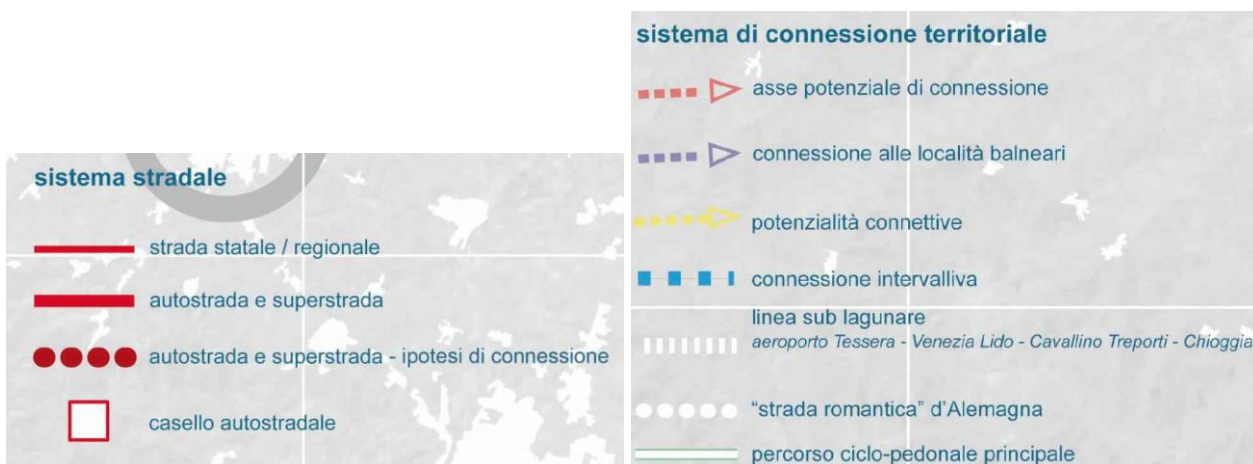 sistema stradale
strada statale / regionale
autostrada e superstrada
autostrada e superstrada - ipotesi di connessione
casello autostradale
sistema di connessione territoriale
asse potenziale di connessione
connessione alle località balneari
potenzialità connettive
connessione intervalliva
linea sub lagunare
aeroporto Tessera - Venezia Lido - Cavallino Treporti - Chioggia
"strada romantica" d'Alemagna
percorso ciclo-pedonale principale